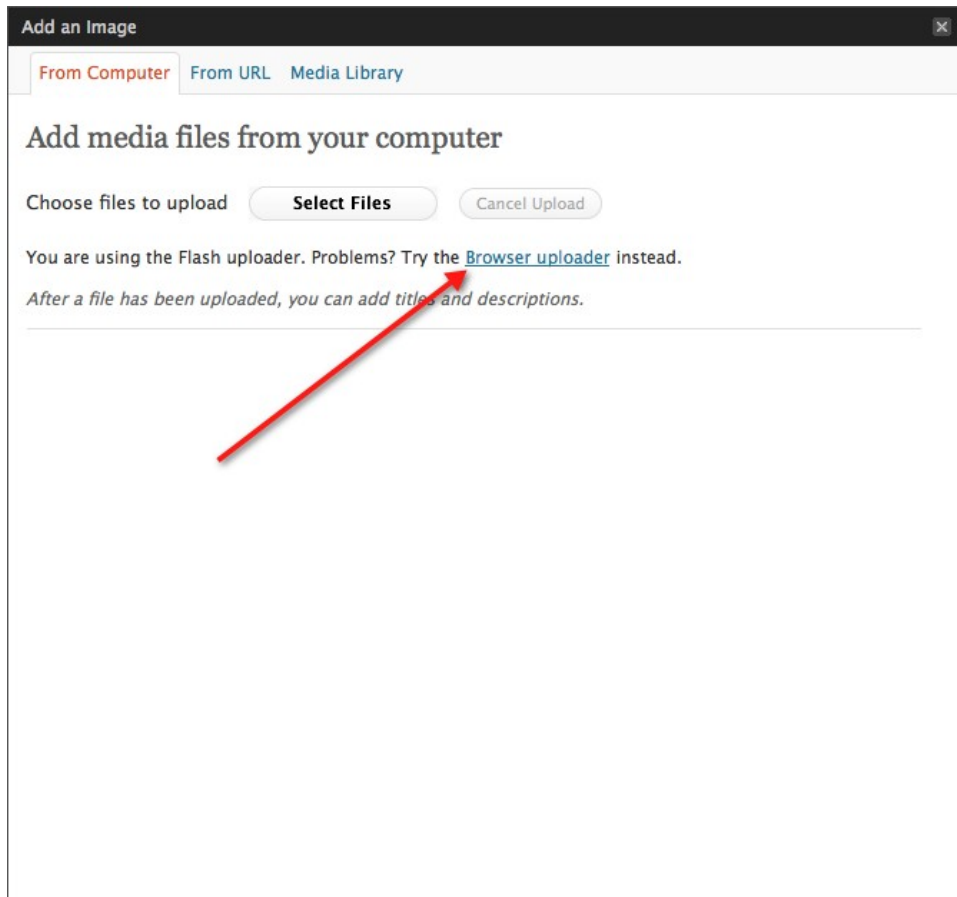 Add an Image
From Computer From URL Media Library
Add media files from your computer
Choose files to upload Select Files Cancel Upload
You are using the Flash uploader. Problems? Try the Browser uploader instead.
After a file has been uploaded, you can add titles and descriptions.